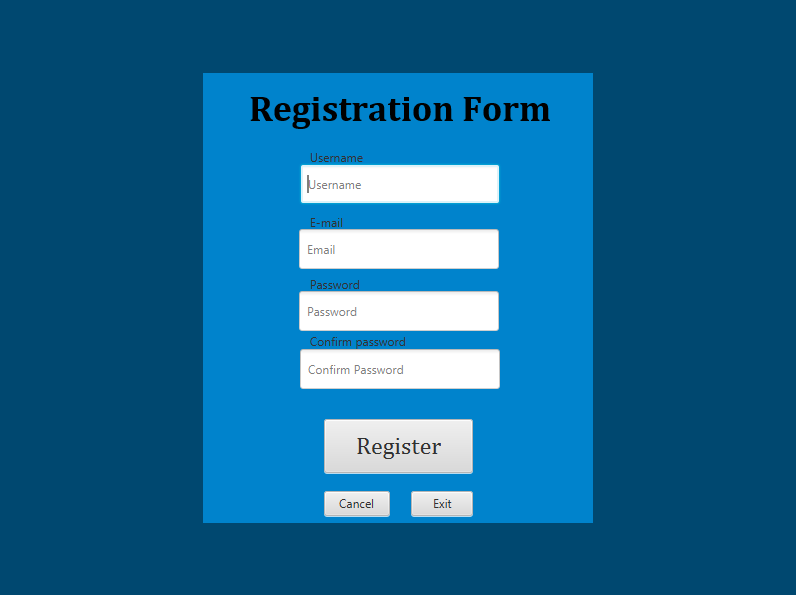 Registration Form
Username
Username
E-mail
Email
Password
Password
Confirm password
Confirm Password
Register
Cancel Exit